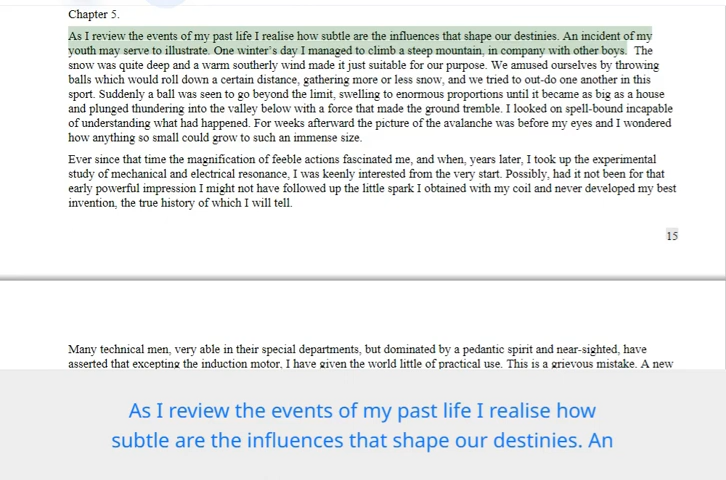 Chapter 5.
As I review the events of my past life I realise how subtle are the influences that shape our destinies. An incident of my
youth may serve to illustrate. One winter's day I managed to climb a steep mountain, in company with other boys. The
snow was quite deep and a warm southerly wind made it just suitable for our purpose. We amused ourselves by throwing
balls which would roll down a certain distance, gathering more or less snow, and we tried to out-do one another in this
sport. Suddenly a ball was seen to go beyond the limit, swelling to enormous proportions until it became as big as a house
and plunged thundering into the valley below with a force that made the ground tremble. I looked on spell-bound incapable
of understanding what had happened. For weeks afterward the picture of the avalanche was before my eyes and I wondered
how anything so small could grow to such an immense size.
Ever since that time the magnification of feeble actions fascinated me, and when, years later, I took up the experimental
study of mechanical and electrical resonance, I was keenly interested from the very start. Possibly, had it not been for that
early powerful impression I might not have followed up the little spark I obtained with my coil and never developed my best
invention, the true history of which I will tell.
15
Many technical men, very able in their special departments, but dominated by a pedantic spirit and near-sighted, have
asserted that excepting the induction motor, I have given the world little of practical use. This is a grievous mistake. A new
As I review the events of my past life I realise how
subtle are the influences that shape our destinies. An